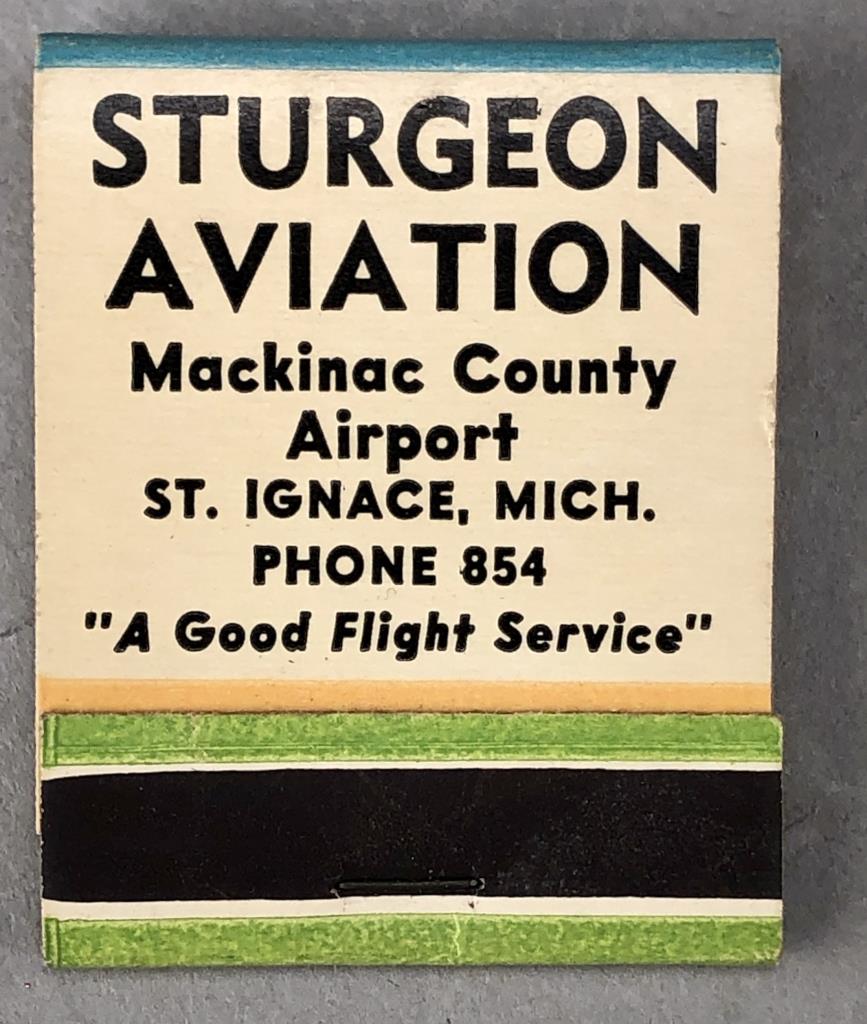 STURGEON
AVIATION
Mackinac County
Airport
ST. IGNACE, MICH.
PHONE 854
"A Good Flight Service"